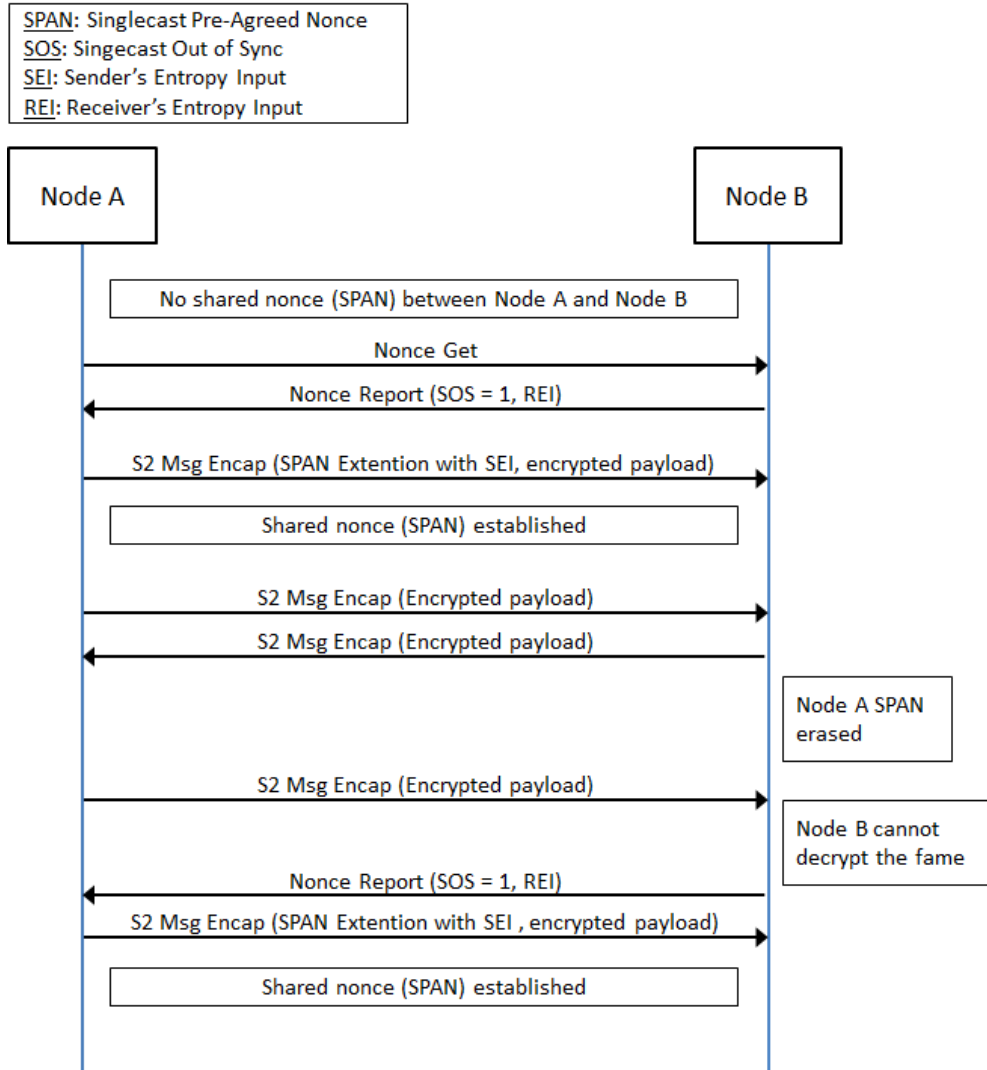 SPAN: Singlecast Pre-Agreed Nonce
SOS: Singecast Out of Sync
SEI: Sender’s Entropy Input
REI: Receiver’s Entropy Input
Node A
Node B
No shared nonce (SPAN) between Node A and Node B
Nonce Get
Nonce Report (SOS = 1, REI)
S2 Msg Encap (SPAN Extention with SEI, encrypted payload)
Shared nonce (SPAN) established
S2 Msg Encap (Encrypted payload)
S2 Msg Encap (Encrypted payload)
Node A SPAN
erased
S2 Msg Encap (Encrypted payload)
Node B cannot
decrypt the fame
Nonce Report (SOS = 1, REI)
S2 Msg Encap (SPAN Extention with SEI , encrypted payload)
Shared nonce (SPAN) established